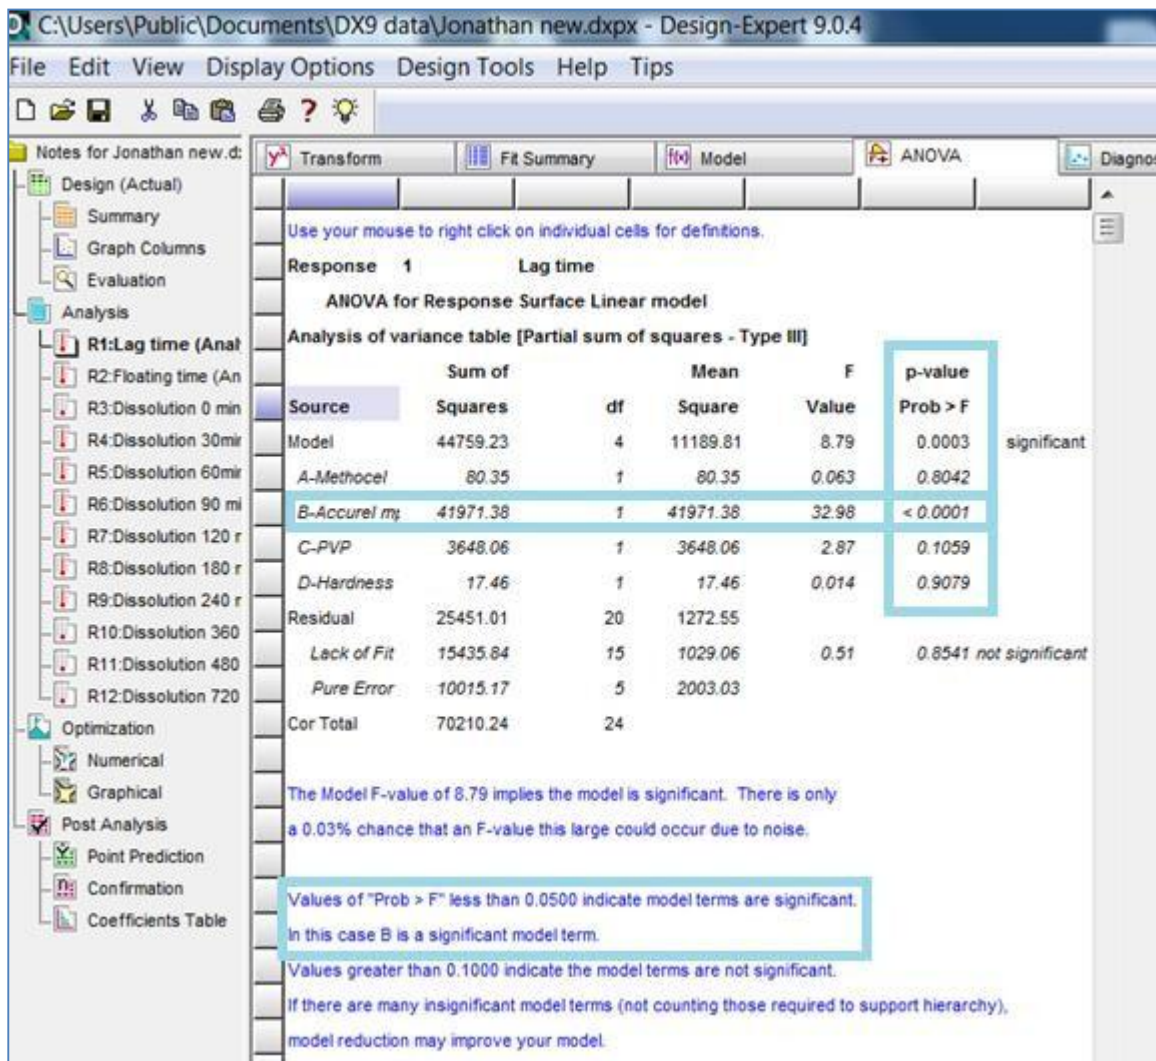 C:\Users\Public\Documents\DX9 data\Jonathan new.dxpx - Design-Expert 9.0.4
File Edit View Display Options Design Tools Help Tips
Notes for Jonathan new.d
Design (Actual)
Summary
Graph Columns
Evaluation
Analysis
R1:Lag time (Anal
R2:Floating time (An
R3:Dissolution 0 min
R4:Dissolution 30mir
R5:Dissolution 60mir
R6:Dissolution 90 mi
R7:Dissolution 120 r
R8:Dissolution 180 r
R9:Dissolution 240 r
R10:Dissolution 360
R11:Dissolution 480
R12:Dissolution 720
Optimization
Numerical
Graphical
Post Analysis
Point Prediction
Confirmation
Coefficients Table
Transform Fit Summary f(x) Model ANOVA Diagnos
Use your mouse to right click on individual cells for definitions.
Response 1 Lag time
ANOVA for Response Surface Linear model
Analysis of variance table [Partial sum of squares - Type III]
Sum of Mean F p-value
Source Squares df Square Value Prob > F
Model 44759.23 4 11189.81 8.79 0.0003 significant
A-Methocel 80.35 1 80.35 0.063 0.8042
B-Accurel mp 41971.38 1 41971.38 32.98 < 0.0001
C-PVP 3648.06 1 3648.06 2.87 0.1059
D-Hardness 17.46 1 17.46 0.014 0.9079
Residual 25451.01 20 1272.55
Lack of Fit 15435.84 15 1029.06 0.51 0.8541 not significant
Pure Error 10015.17 5 2003.03
Cor Total 70210.24 24
The Model F-value of 8.79 implies the model is significant. There is only
a 0.03% chance that an F-value this large could occur due to noise.
Values of "Prob > F" less than 0.0500 indicate model terms are significant.
In this case B is a significant model term.
Values greater than 0.1000 indicate the model terms are not significant.
If there are many insignificant model terms (not counting those required to support hierarchy),
model reduction may improve your model.